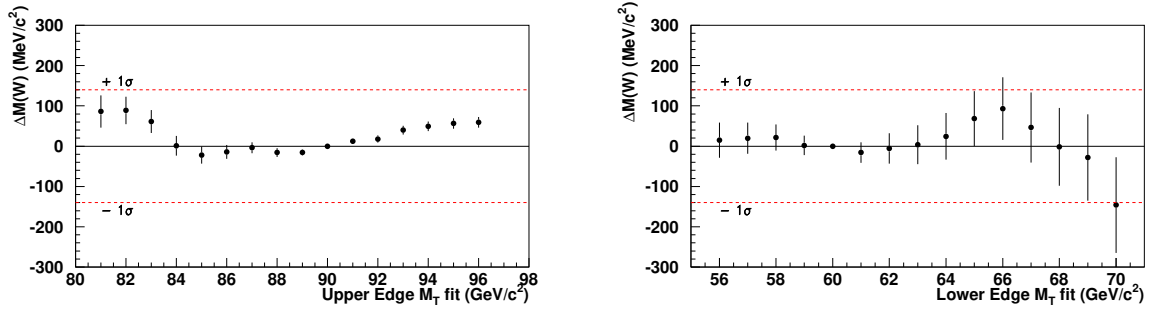 ΔM(W) (MeV/c²)
300
200
100
0
-100
-200
-300
+ 1σ
− 1σ
80 82 84 86 88 90 92 94 96 98
Upper Edge M_T fit (GeV/c²)
ΔM(W) (MeV/c²)
300
200
100
0
-100
-200
-300
+ 1σ
− 1σ
56 58 60 62 64 66 68 70
Lower Edge M_T fit (GeV/c²)